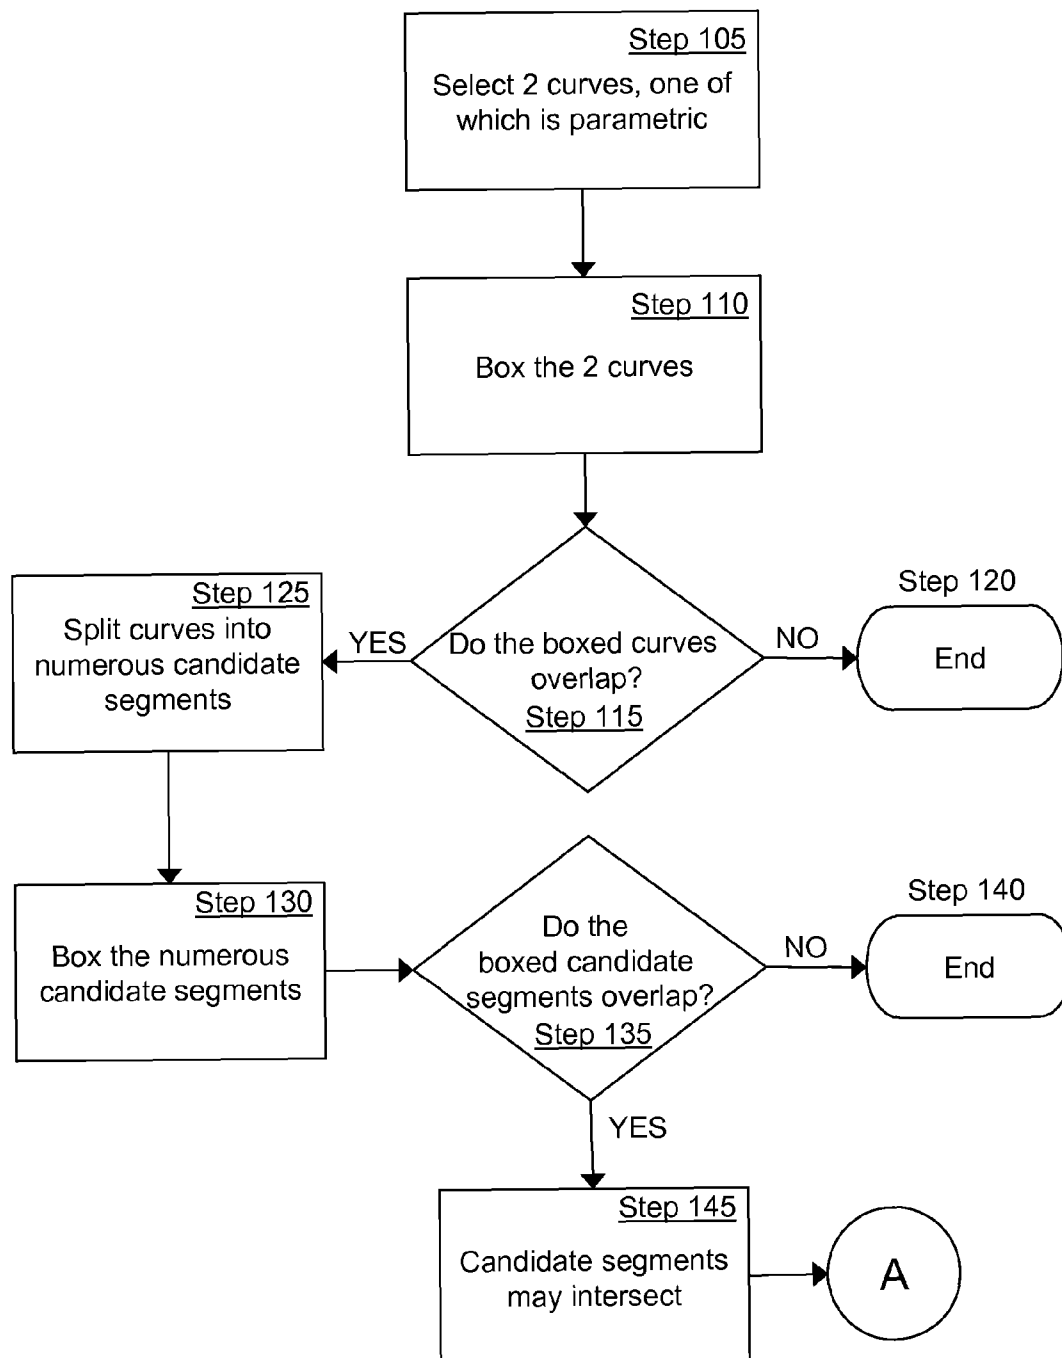 Step 105
Select 2 curves, one of
which is parametric
Step 110
Box the 2 curves
Do the boxed curves
overlap?
Step 115
NO
Step 120
End
YES
Step 125
Split curves into
numerous candidate
segments
Step 130
Box the numerous
candidate segments
Do the
boxed candidate
segments overlap?
Step 135
NO
Step 140
End
YES
Step 145
Candidate segments
may intersect
A